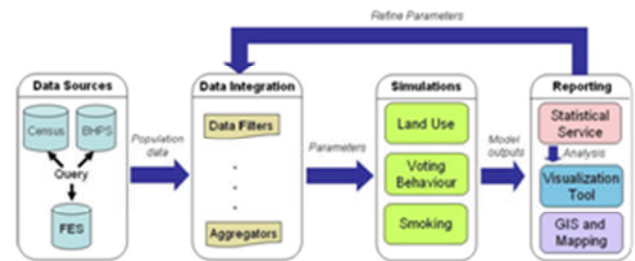 Refine Parameters
Data Sources
Census
BHPS
Query
FES
Population
data
Data Integration
Data Filters
Aggregators
Parameters
Simulations
Land Use
Voting
Behaviour
Smoking
Model
outputs
Reporting
Statistical
Service
Analysis
Visualization
Tool
GIS and
Mapping